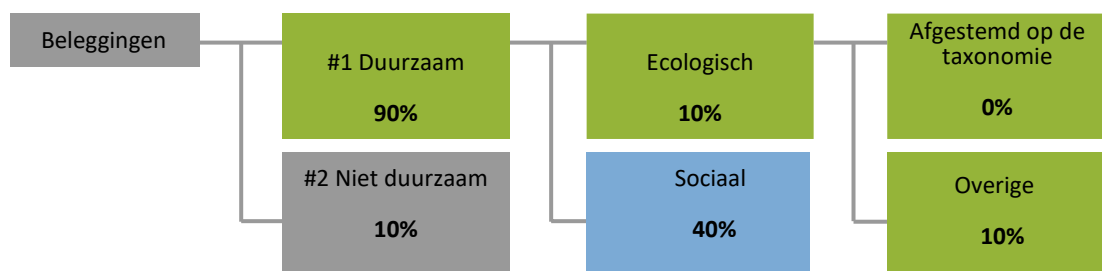 Beleggingen
#1 Duurzaam
90%
#2 Niet duurzaam
10%
Ecologisch
10%
Sociaal
40%
Afgestemd op de
taxonomie
0%
Overige
10%